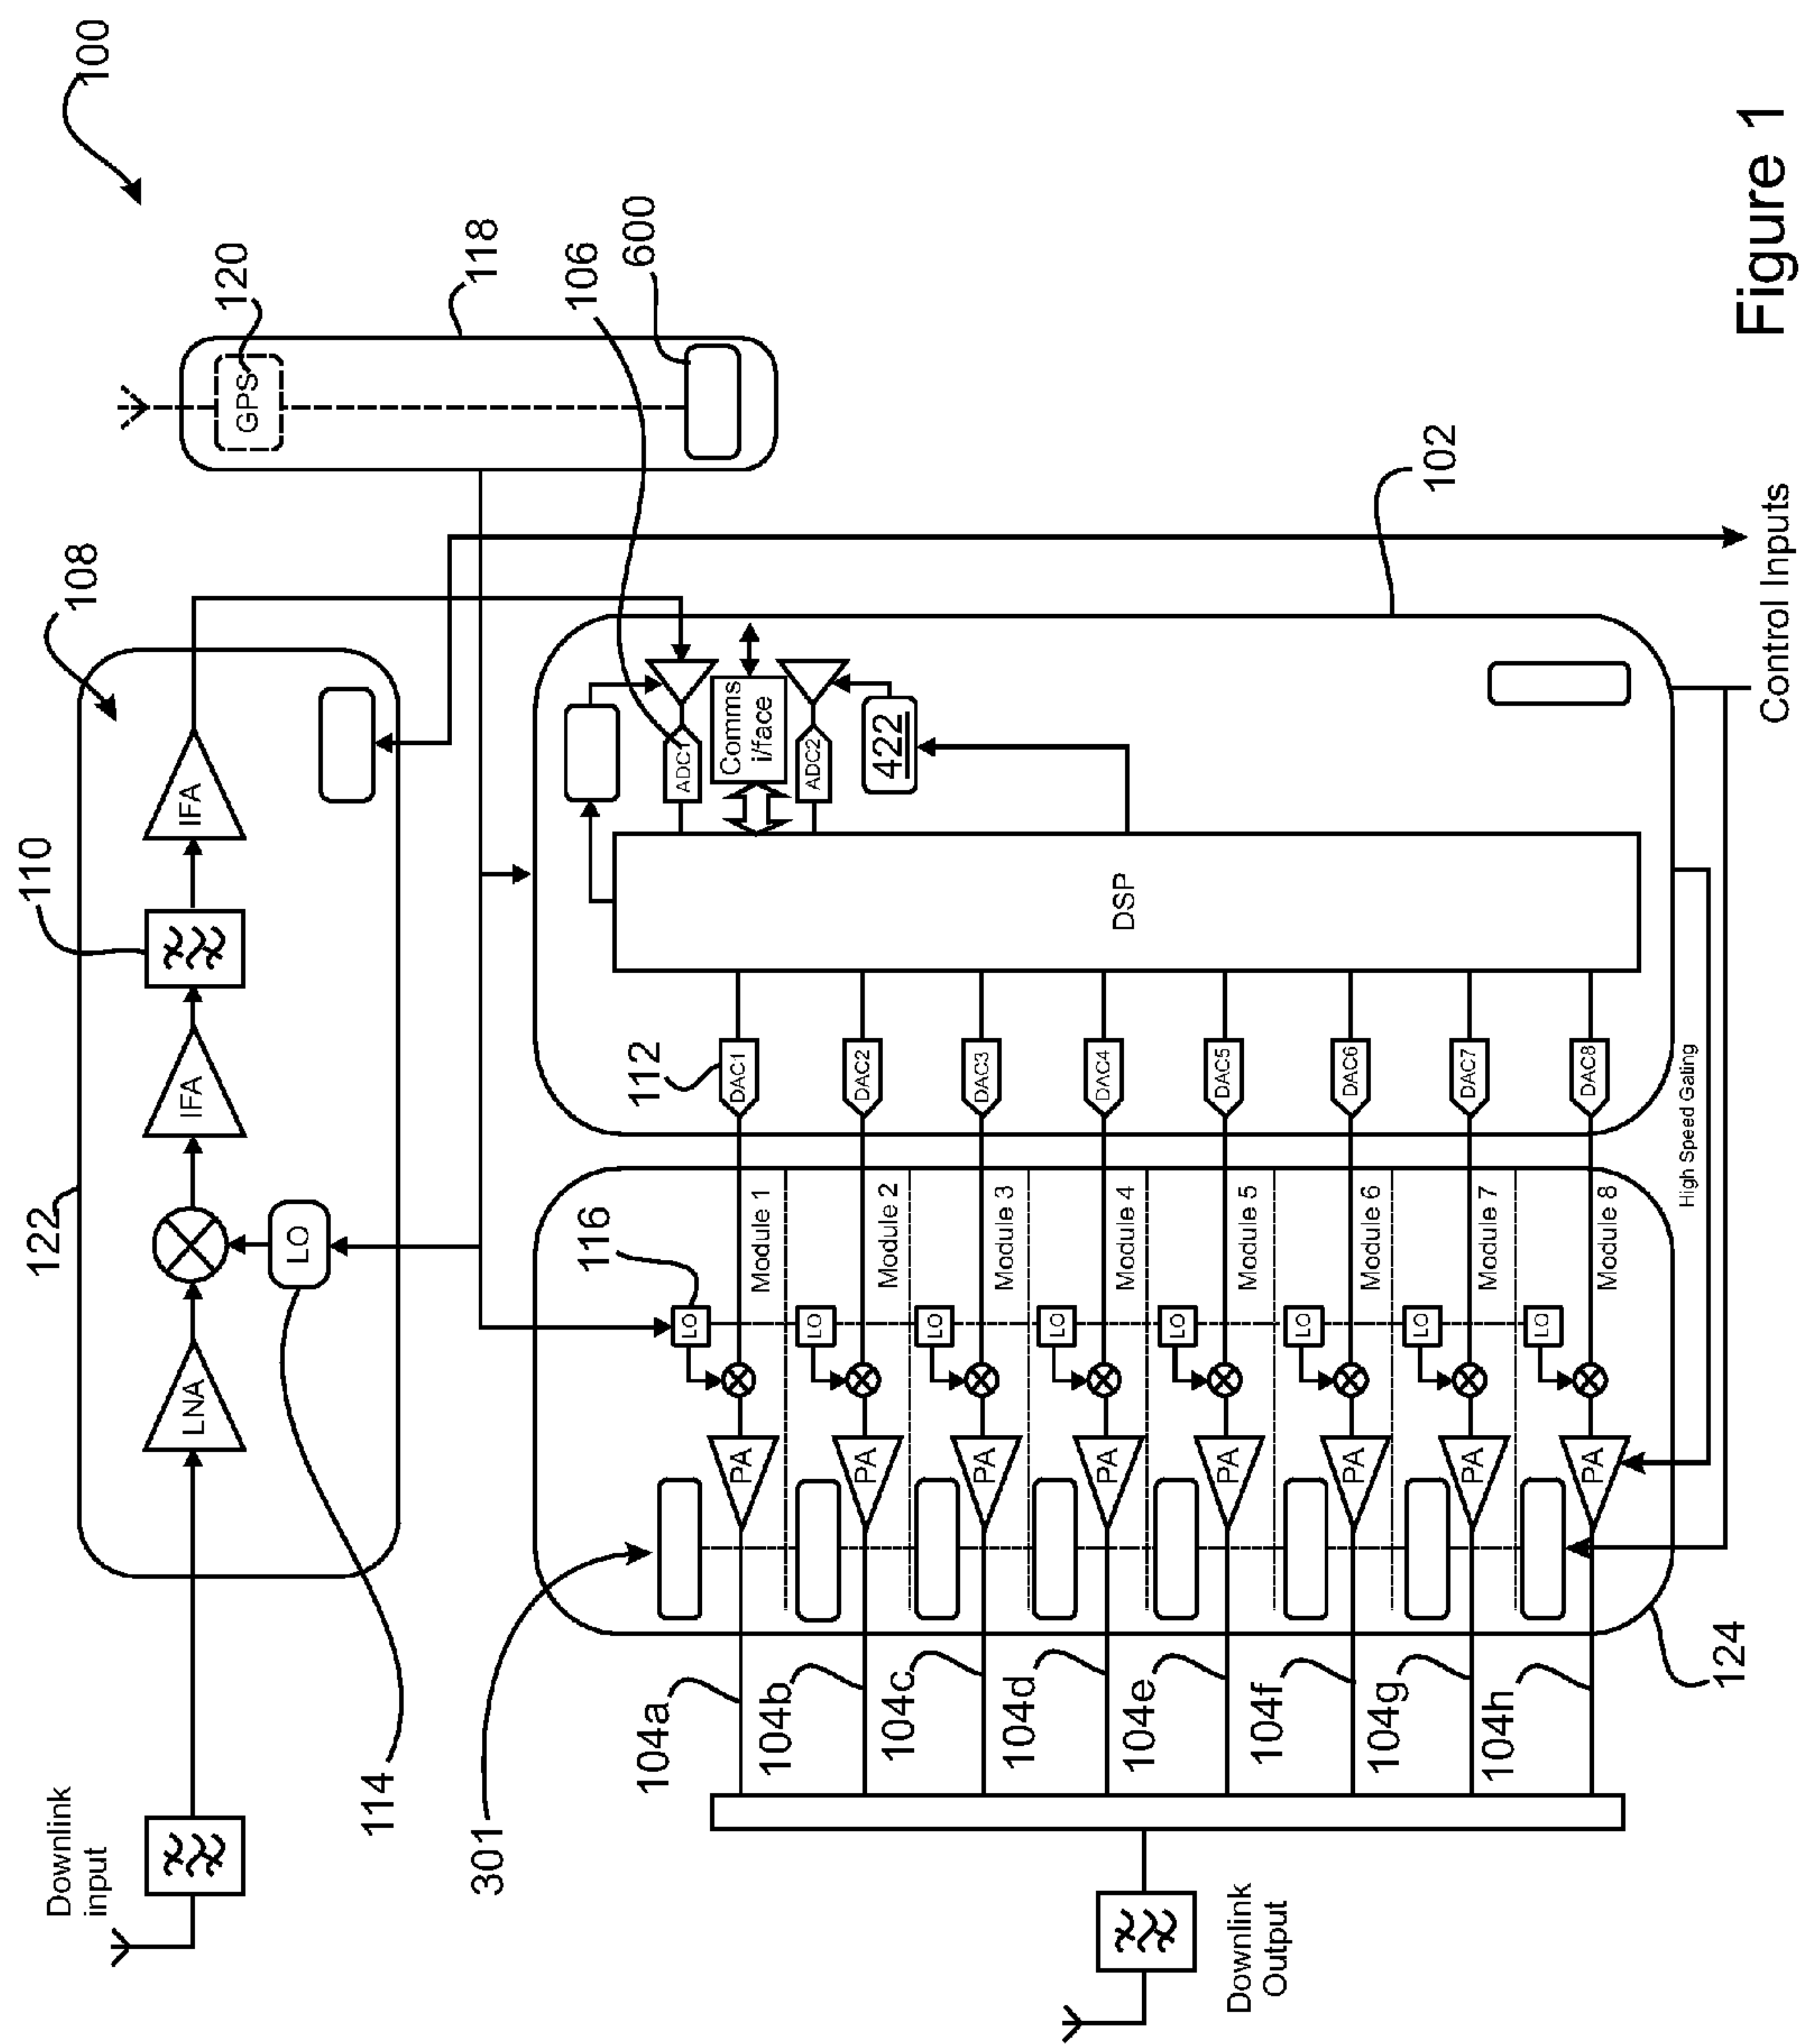 100
122
110
108
LNA
IFA
IFA
LO
114
Downlink
input
GPS
120
118
600
106
102
ADC1
Comms
i/face
ADC2
422
DSP
112
DAC1
DAC2
DAC3
DAC4
DAC5
DAC6
DAC7
DAC8
116
LO
LO
LO
LO
LO
LO
LO
LO
Module 1
Module 2
Module 3
Module 4
Module 5
Module 6
Module 7
Module 8
PA
PA
PA
PA
PA
PA
PA
PA
301
104a
104b
104c
104d
104e
104f
104g
104h
124
High Speed Gating
Control Inputs
Downlink
Output
Figure 1